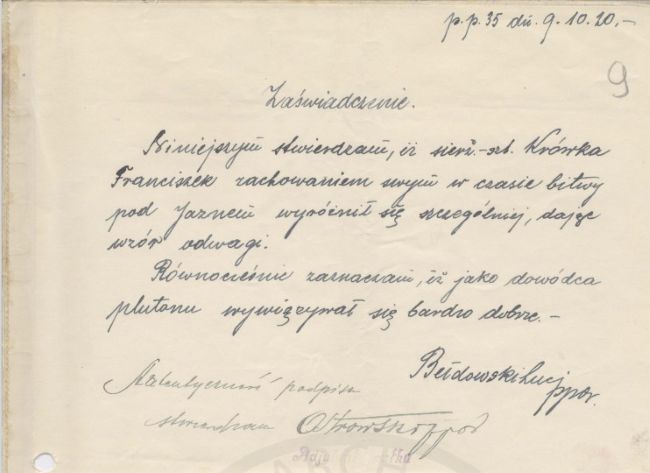 p.p. 35 dn. 9.10.20.-
9
Zaświadczenie.
Niniejszym stwierdzam, iż sierż.-szt. Krówka
Franciszek zachowaniem swym w czasie bitwy
pod Jaznem wyróżnił się szczególniej, dając
wzór odwagi.
Równocześnie zaznaczam, iż jako dowódca
plutonu wywiązywał się bardzo dobrze.-
ppor.
Autentyczność podpisu
stwierdzam